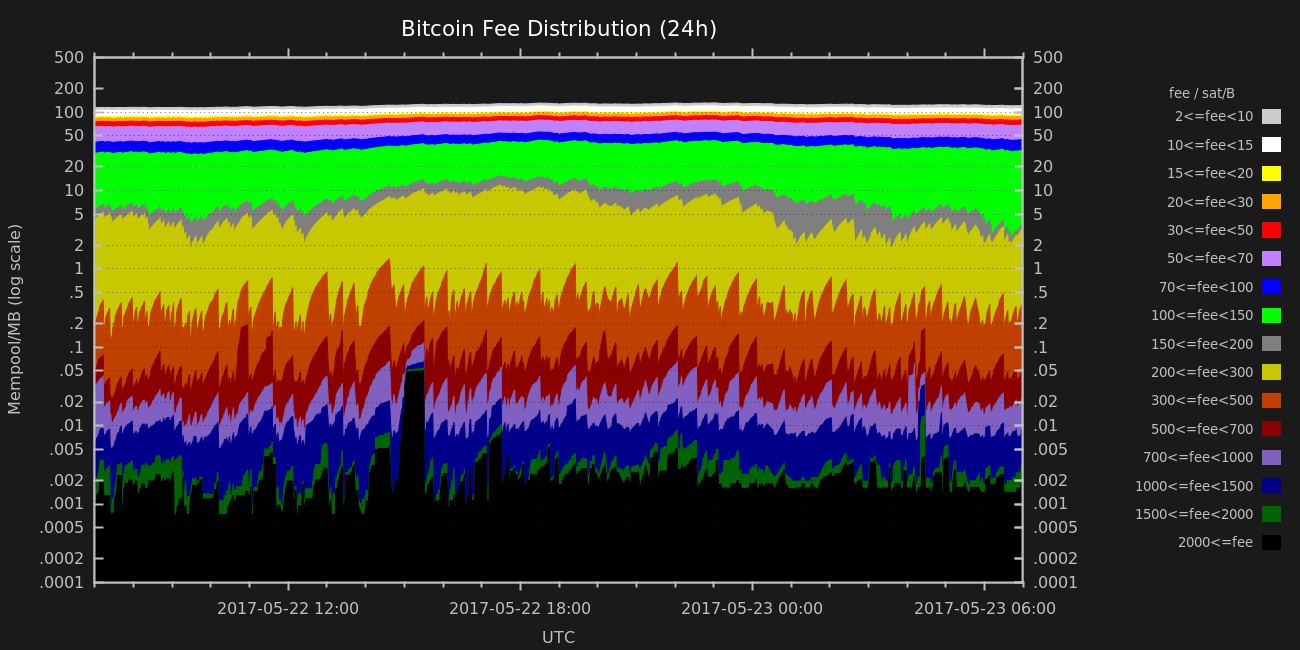 Bitcoin Fee Distribution (24h)
500
200
100
50
20
10
5
2
1
.5
.2
.1
.05
.02
.01
.005
.002
.001
.0005
.0002
.0001
Mempool/MB (log scale)
500
200
100
50
20
10
5
2
1
.5
.2
.1
.05
.02
.01
.005
.002
.001
.0005
.0002
.0001
2017-05-22 12:00
2017-05-22 18:00
2017-05-23 00:00
2017-05-23 06:00
UTC
fee / sat/B
2<=fee<10
10<=fee<15
15<=fee<20
20<=fee<30
30<=fee<50
50<=fee<70
70<=fee<100
100<=fee<150
150<=fee<200
200<=fee<300
300<=fee<500
500<=fee<700
700<=fee<1000
1000<=fee<1500
1500<=fee<2000
2000<=fee